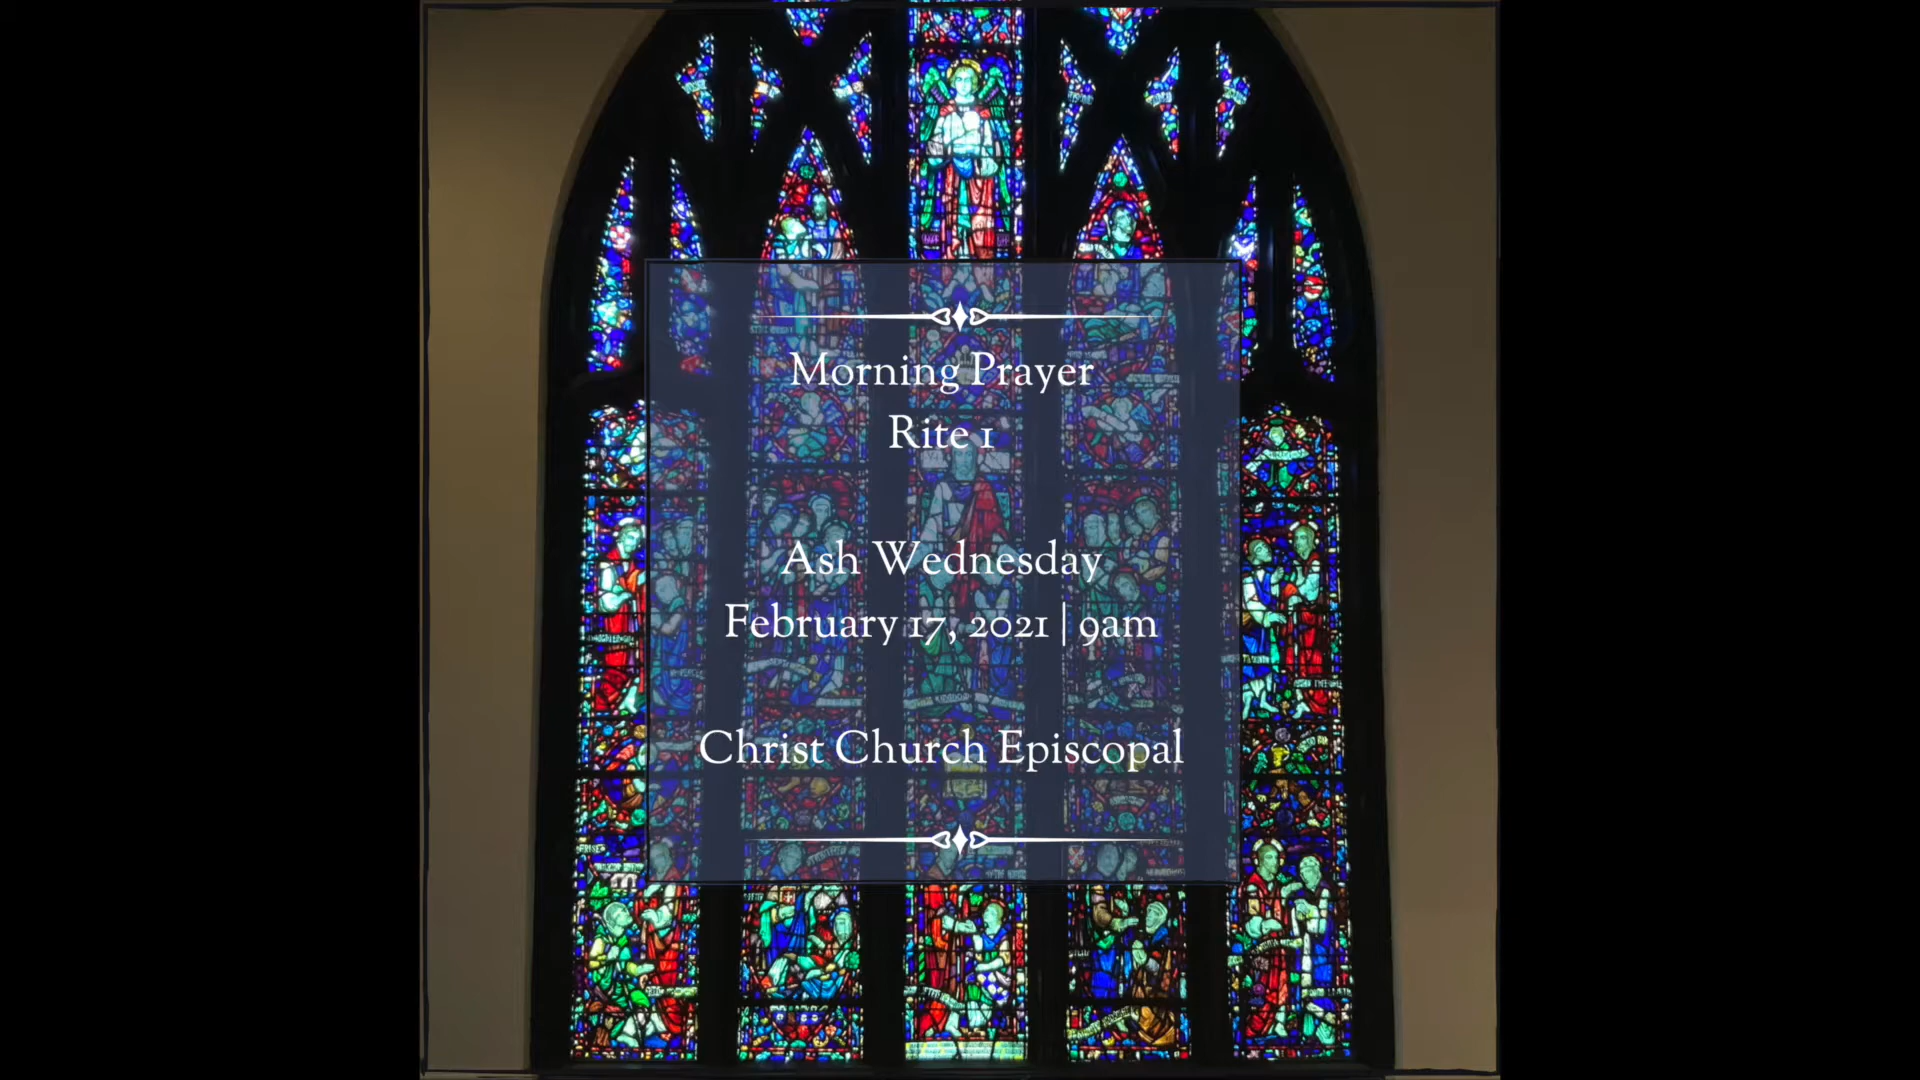 Morning Prayer
Rite 1
Ash Wednesday
February 17, 2021 | 9am
Christ Church Episcopal